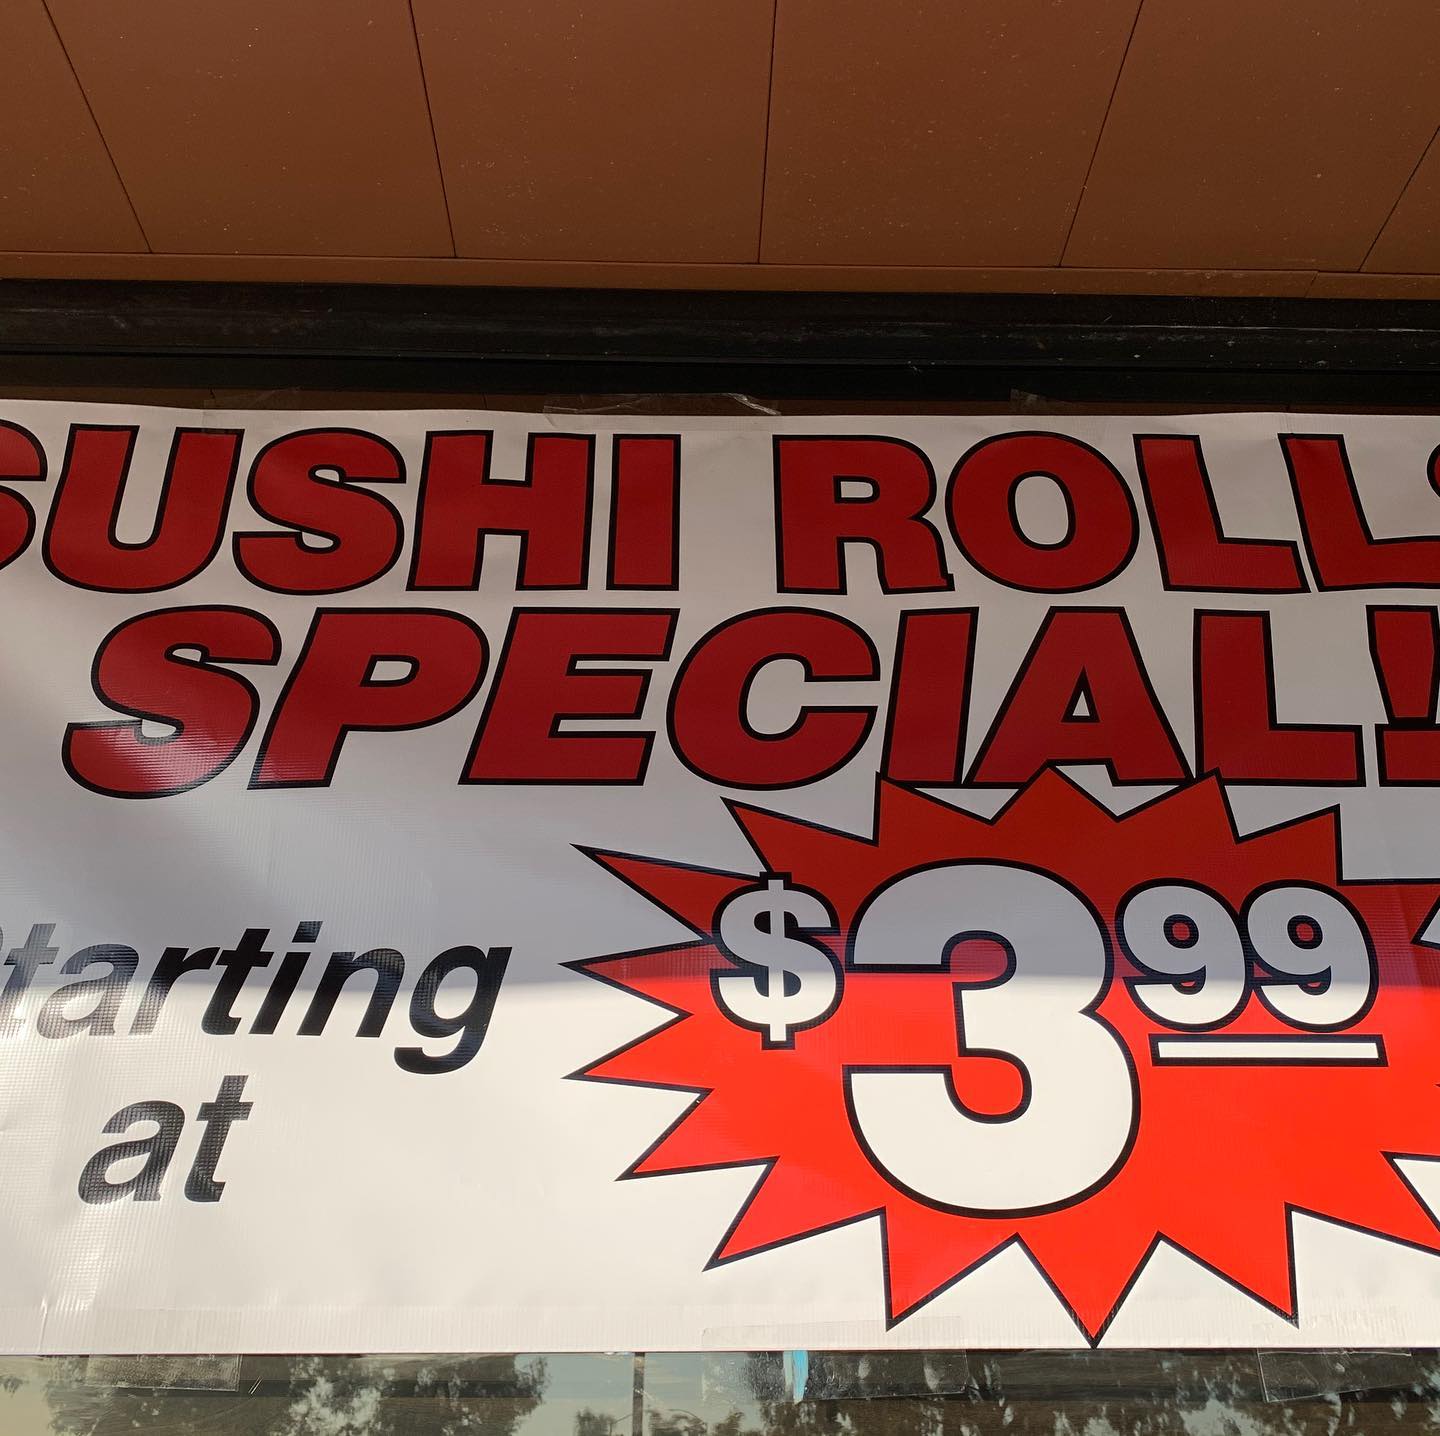 SUSHI ROLLS
SPECIAL!
Starting
at
$3.99